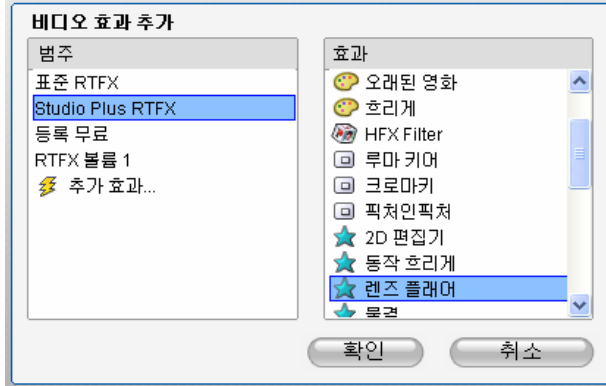 비디오 효과 추가
범주
표준 RTFX
Studio Plus RTFX
등록 무료
RTFX 볼륨 1
추가 효과...
효과
오래된 영화
흐리게
HFX Filter
루마 키어
크로마키
픽처인픽처
2D 편집기
동작 흐리게
렌즈 플래어
물결
확인
취소